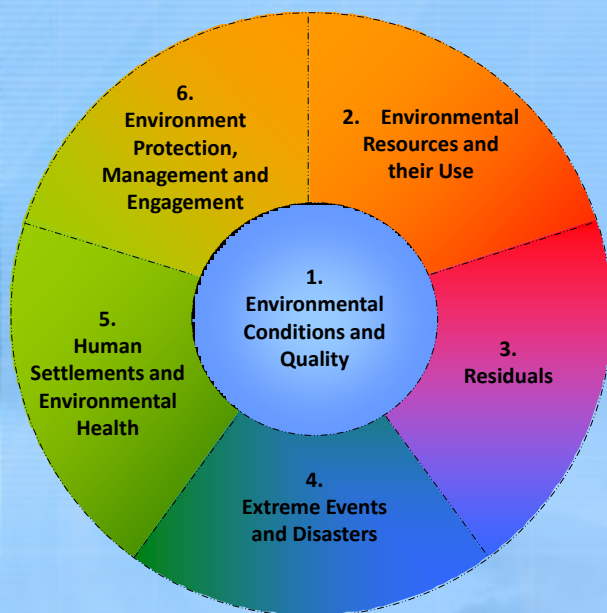 1.
Environmental
Conditions and
Quality
2. Environmental
Resources and
their Use
3.
Residuals
4.
Extreme Events
and Disasters
5.
Human
Settlements and
Environmental
Health
6.
Environment
Protection,
Management and
Engagement